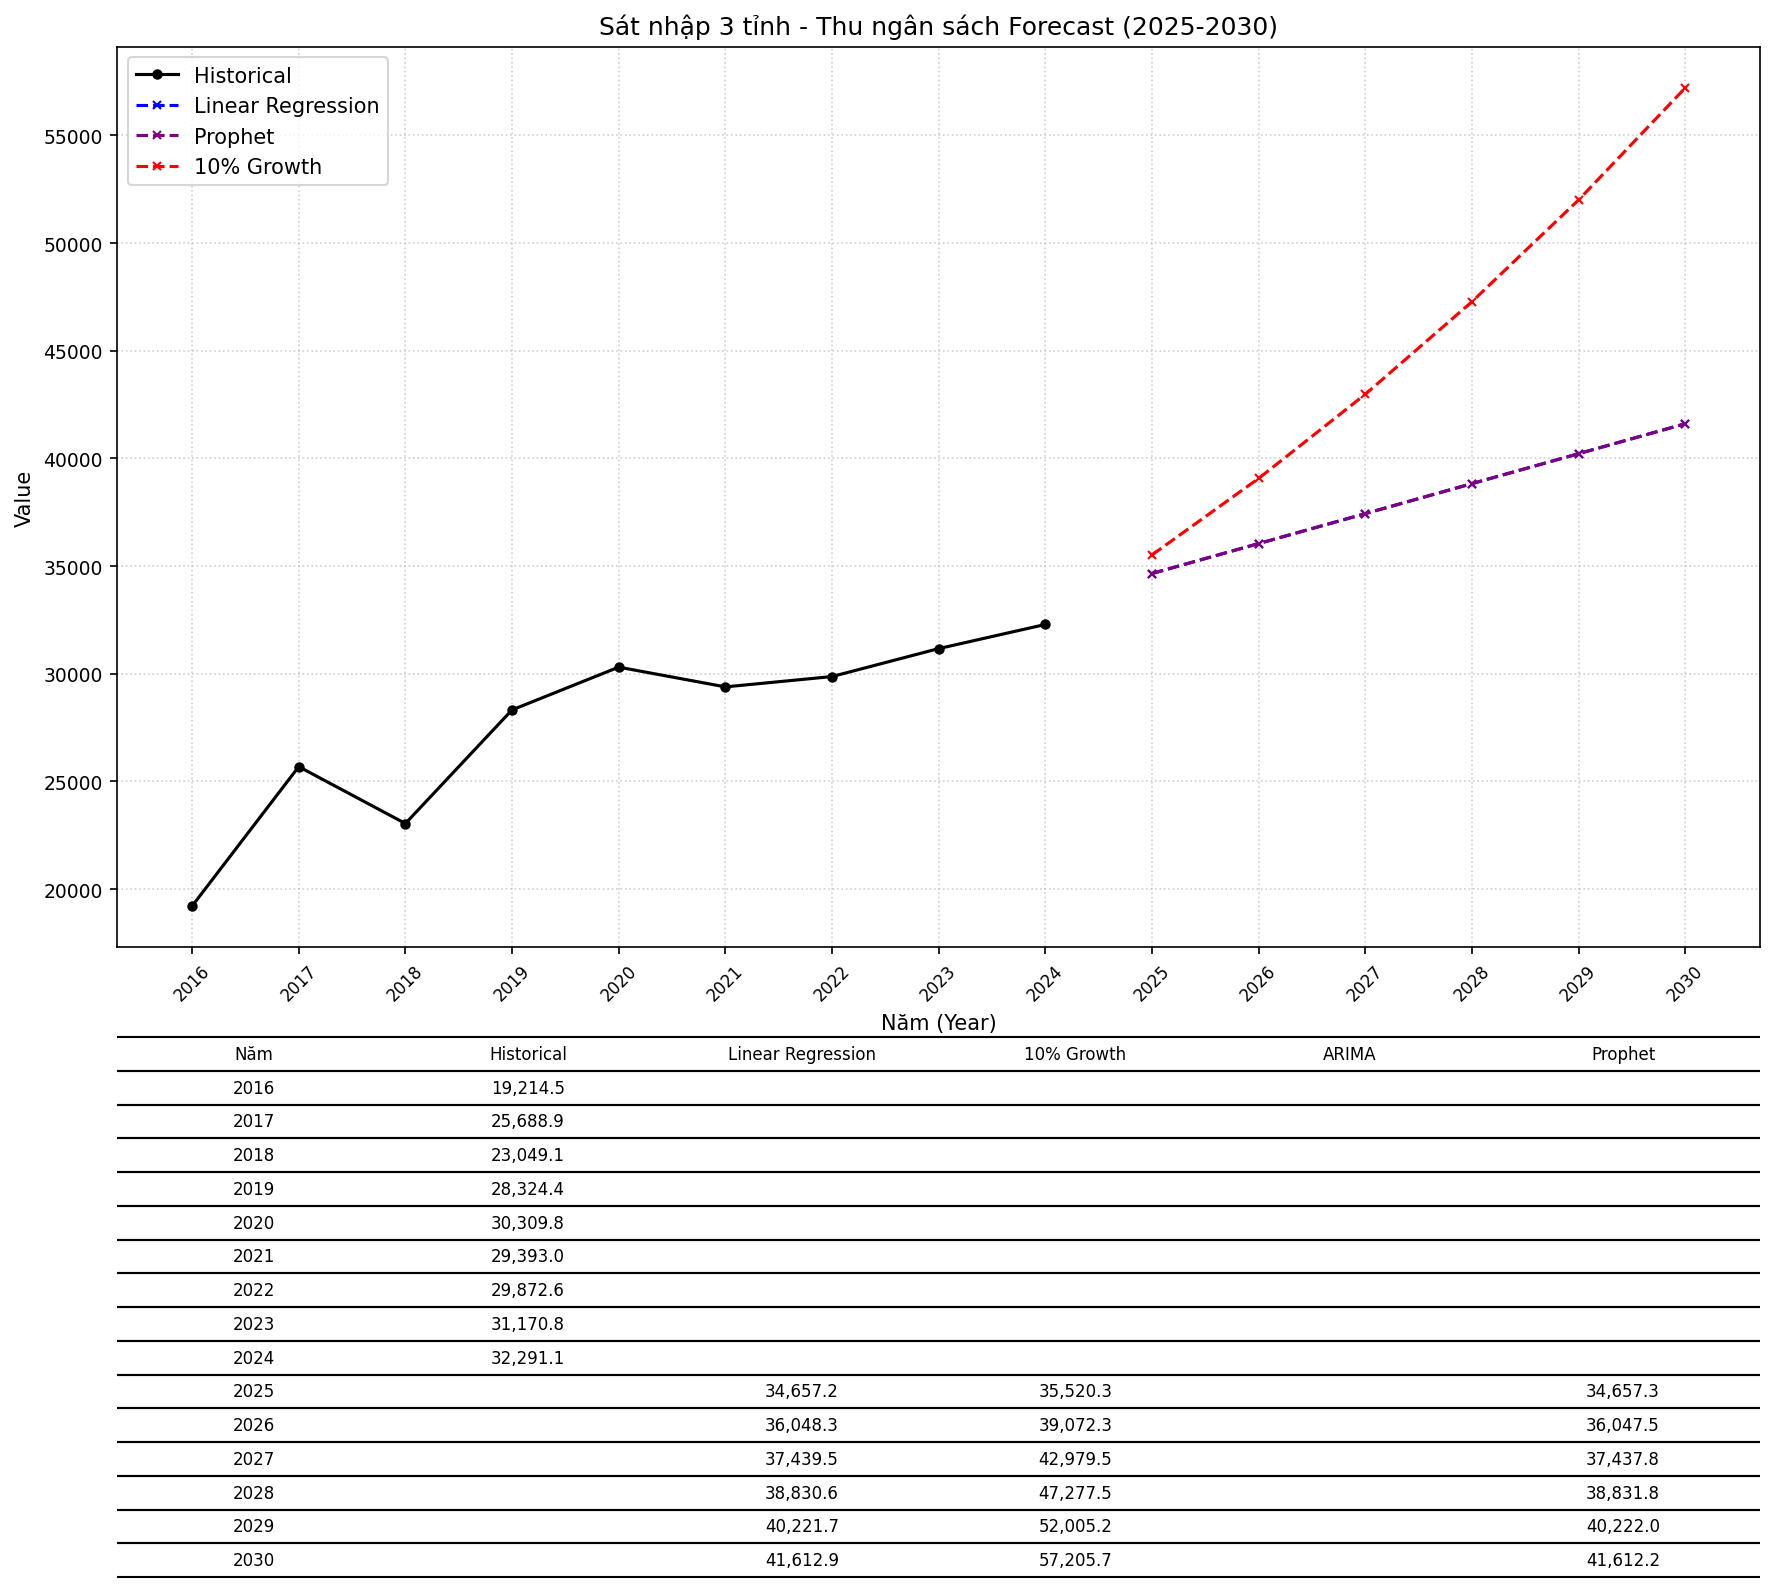 Sát nhập 3 tỉnh - Thu ngân sách Forecast (2025-2030)
Historical
Linear Regression
Prophet
10% Growth
Value
55000
50000
45000
40000
35000
30000
25000
20000
2016 2017 2018 2019 2020 2021 2022 2023 2024 2025 2026 2027 2028 2029 2030
Năm (Year)
Năm Historical Linear Regression 10% Growth ARIMA Prophet
2016 19,214.5
2017 25,688.9
2018 23,049.1
2019 28,324.4
2020 30,309.8
2021 29,393.0
2022 29,872.6
2023 31,170.8
2024 32,291.1
2025 34,657.2 35,520.3 34,657.3
2026 36,048.3 39,072.3 36,047.5
2027 37,439.5 42,979.5 37,437.8
2028 38,830.6 47,277.5 38,831.8
2029 40,221.7 52,005.2 40,222.0
2030 41,612.9 57,205.7 41,612.2